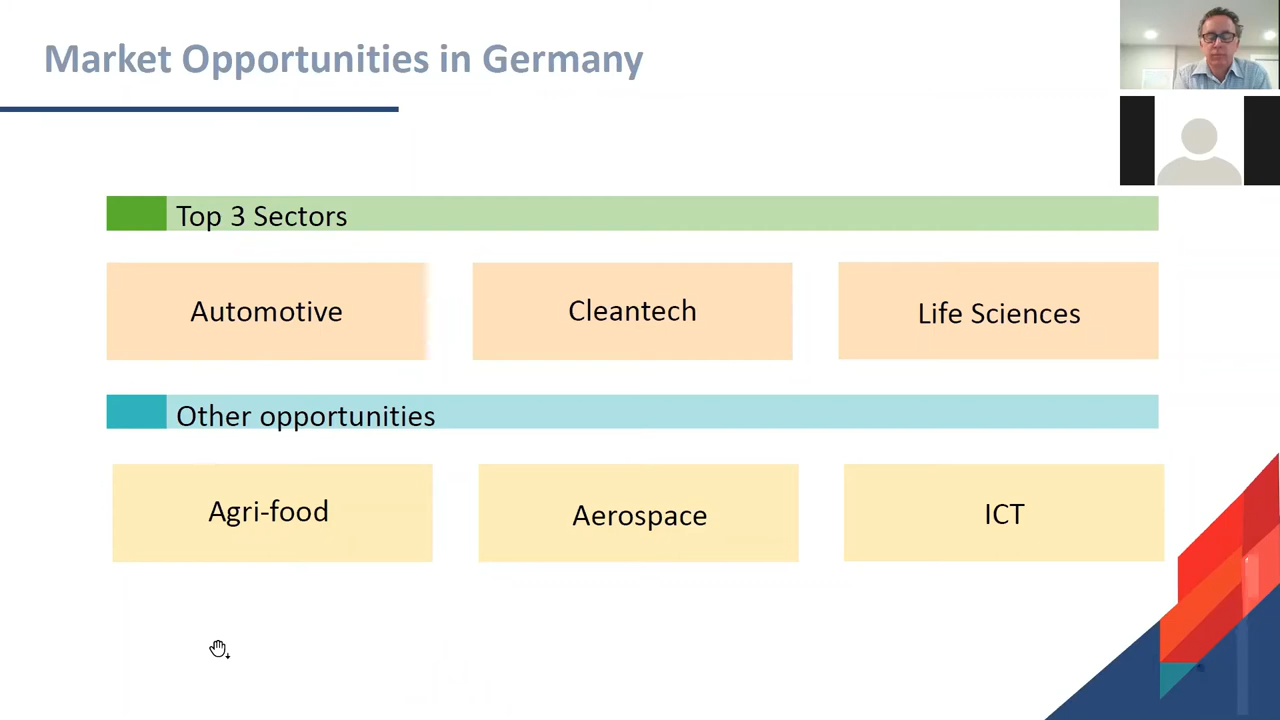 Market Opportunities in Germany
Top 3 Sectors
Automotive
Cleantech
Life Sciences
Other opportunities
Agri-food
Aerospace
ICT